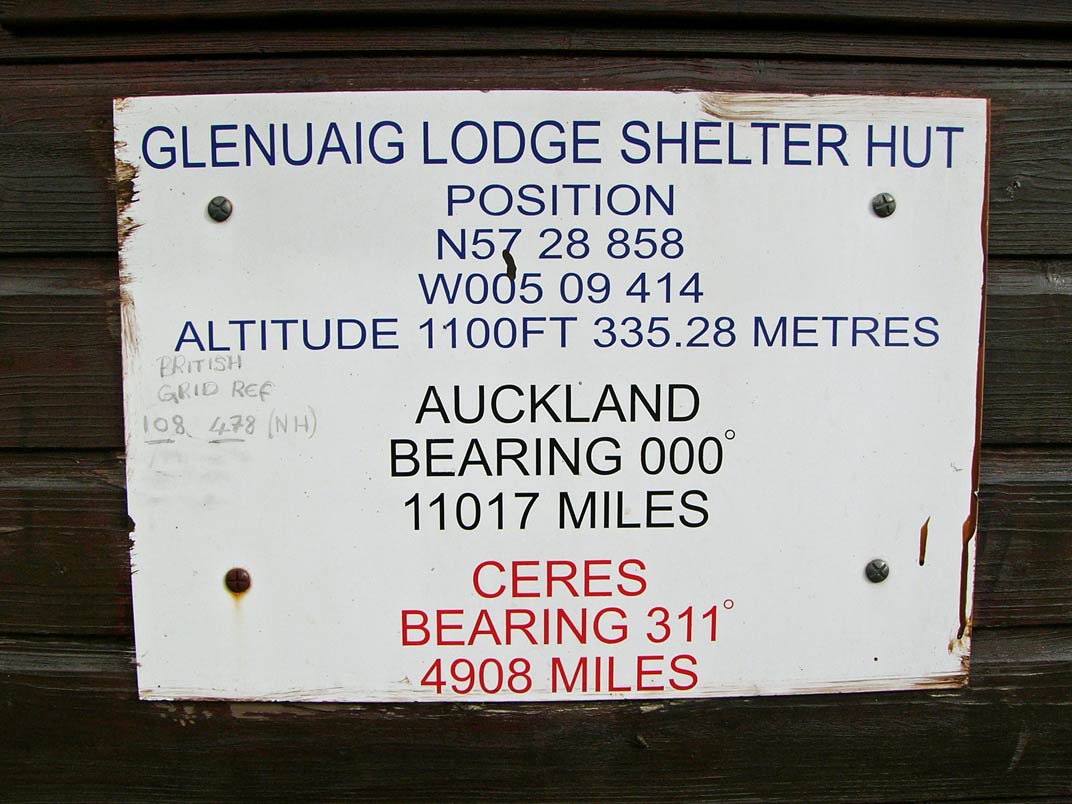 GLENUAIG LODGE SHELTER HUT
POSITION
N57 28 858
W005 09 414
ALTITUDE 1100FT 335.28 METRES
BRITISH
GRID REF
108 478 (NH)
AUCKLAND
BEARING 000°
11017 MILES
CERES
BEARING 311°
4908 MILES